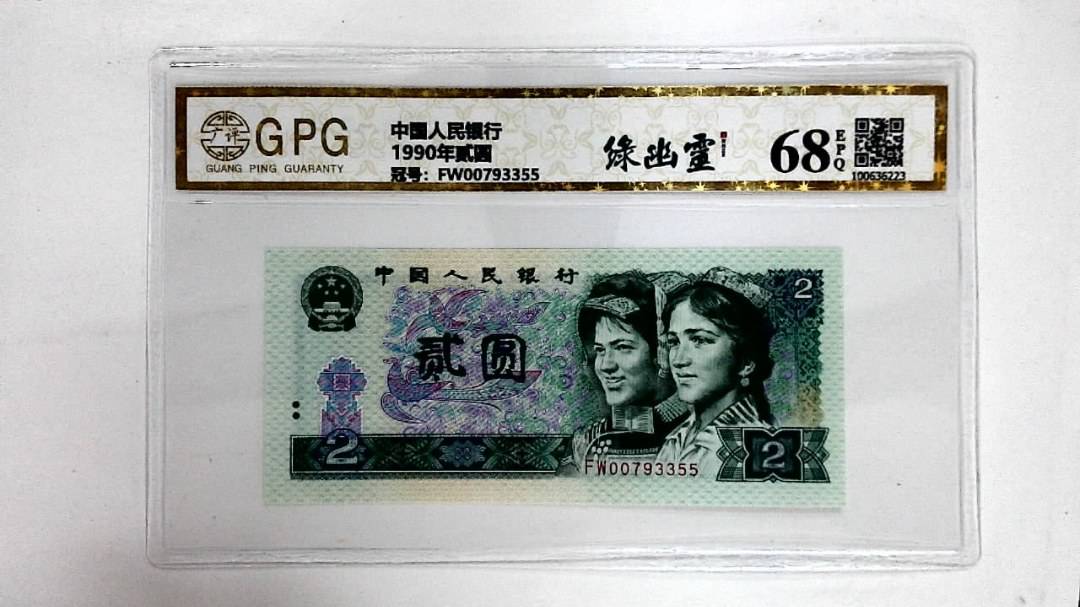 广评
GPG
GUANG PING GUARANTY
中國人民银行
1990年贰圆
冠号：FW00793355
綠幽靈
68
EPQ
100636223
中国人民银行
贰圆
2
2
2
FW00793355